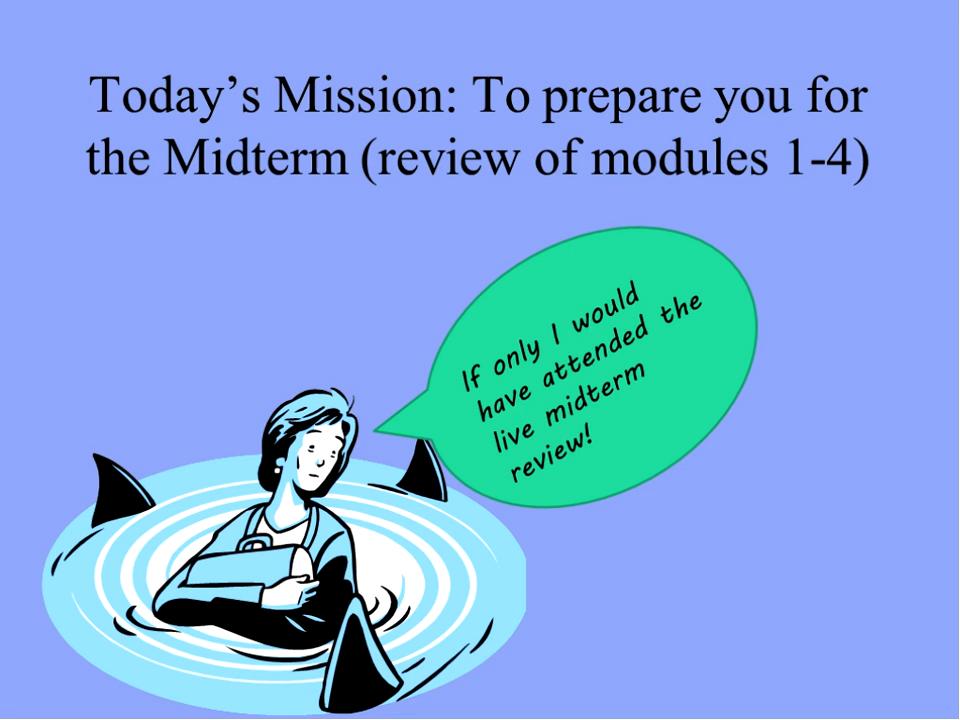 Today’s Mission: To prepare you for
the Midterm (review of modules 1-4)
If only I would
have attended the
live midterm
review!